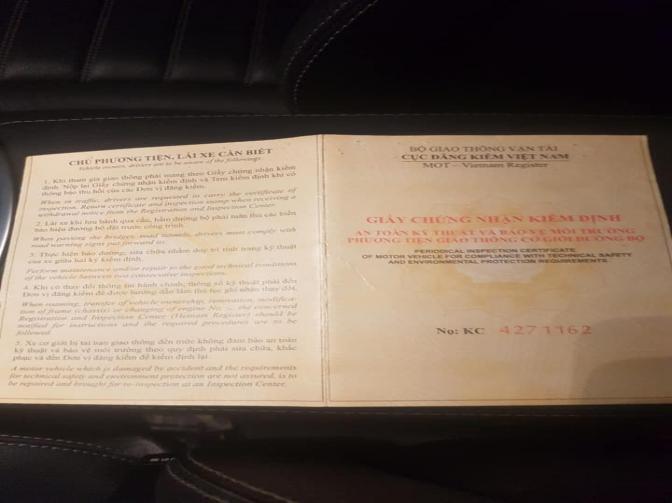 CHỦ PHƯƠNG TIỆN, LÁI XE CẦN BIẾT
Vehicle owners, drivers are to be aware of the followings
1. Khi tham gia giao thông phải mang theo Giấy chứng nhận kiểm
định. Nộp lại Giấy chứng nhận kiểm định và Tem kiểm định khi có
thông báo thu hồi của các Đơn vị đăng kiểm.
When in traffic, drivers are requested to carry the certificate of
inspection. Return certificate and inspection stamp when receiving a
withdrawal notice from the Registration and Inspection Center.
2. Lái xe khi lưu hành qua cầu, hầm đường bộ phải tuân thủ các biển
báo hiệu đường bộ đặt trước công trình.
When passing the bridges, road tunnels, drivers must comply with
road warning signs put forward to.
3. Thực hiện bảo dưỡng, sửa chữa nhằm duy trì tình trạng kỹ thuật
của xe giữa hai kỳ kiểm định.
Perform maintenance and/or repair to the good technical conditions
of the vehicle between two consecutive inspections.
4. Khi có thay đổi thông tin hành chính, thông số kỹ thuật phải đến
Đơn vị đăng kiểm để được hướng dẫn làm thủ tục ghi nhận thay đổi.
When roaming, transfer of vehicle ownership, renovation, modifica-
tion of frame (chassis) or changing of engine No. ..., the concerned
Registration and Inspection Center (Vietnam Register) should be
notified for instructions and the required procedures are to be
followed.
5. Xe cơ giới bị tai nạn giao thông đến mức không đảm bảo an toàn
kỹ thuật và bảo vệ môi trường theo quy định phải sửa chữa, khắc
phục và đến Đơn vị đăng kiểm để kiểm định lại.
A motor vehicle which is damaged by accident and the requirements
for technical safety and environment protection are not assured, is to
be repaired and brought for re-inspection at an Inspection Center.
BỘ GIAO THÔNG VẬN TẢI
CỤC ĐĂNG KIỂM VIỆT NAM
MOT - Vietnam Register
GIẤY CHỨNG NHẬN KIỂM ĐỊNH
AN TOÀN KỸ THUẬT VÀ BẢO VỆ MÔI TRƯỜNG
PHƯƠNG TIỆN GIAO THÔNG CƠ GIỚI ĐƯỜNG BỘ
PERIODICAL INSPECTION CERTIFICATE
OF MOTOR VEHICLE FOR COMPLIANCE WITH TECHNICAL SAFETY
AND ENVIRONMENTAL PROTECTION REQUIREMENTS
No: KC 4271162